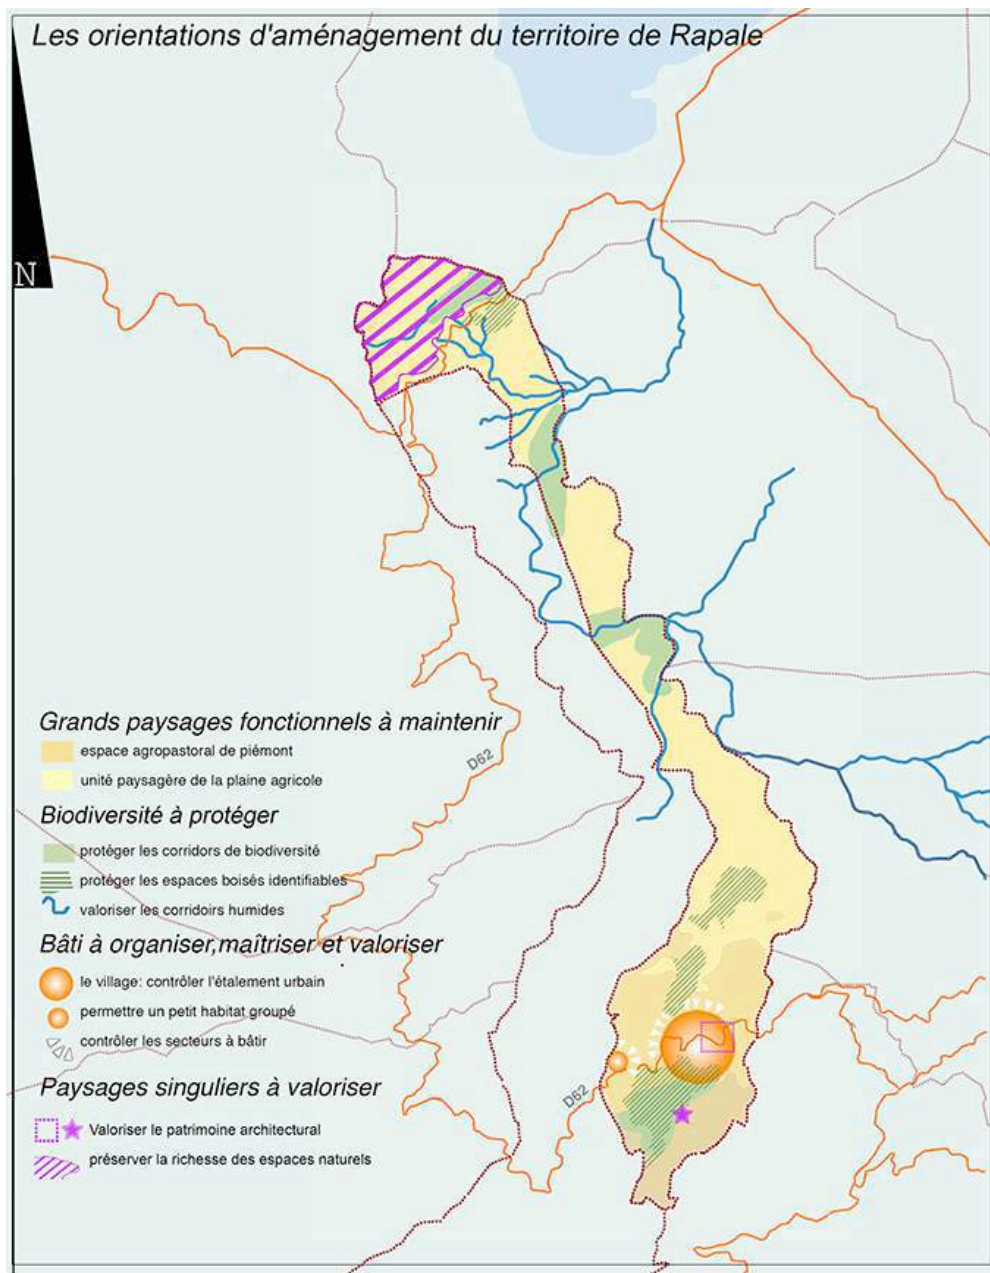 Les orientations d'aménagement du territoire de Rapale
N
Grands paysages fonctionnels à maintenir
espace agropastoral de piémont
D62
unité paysagère de la plaine agricole
Biodiversité à protéger
protéger les corridors de biodiversité
protéger les espaces boisés identifiables
valoriser les corridoirs humides
Bâti à organiser,maîtriser et valoriser
le village: contrôler l'étalement urbain
permettre un petit habitat groupé
contrôler les secteurs à bâtir
Paysages singuliers à valoriser
D62
Valoriser le patrimoine architectural
préserver la richesse des espaces naturels